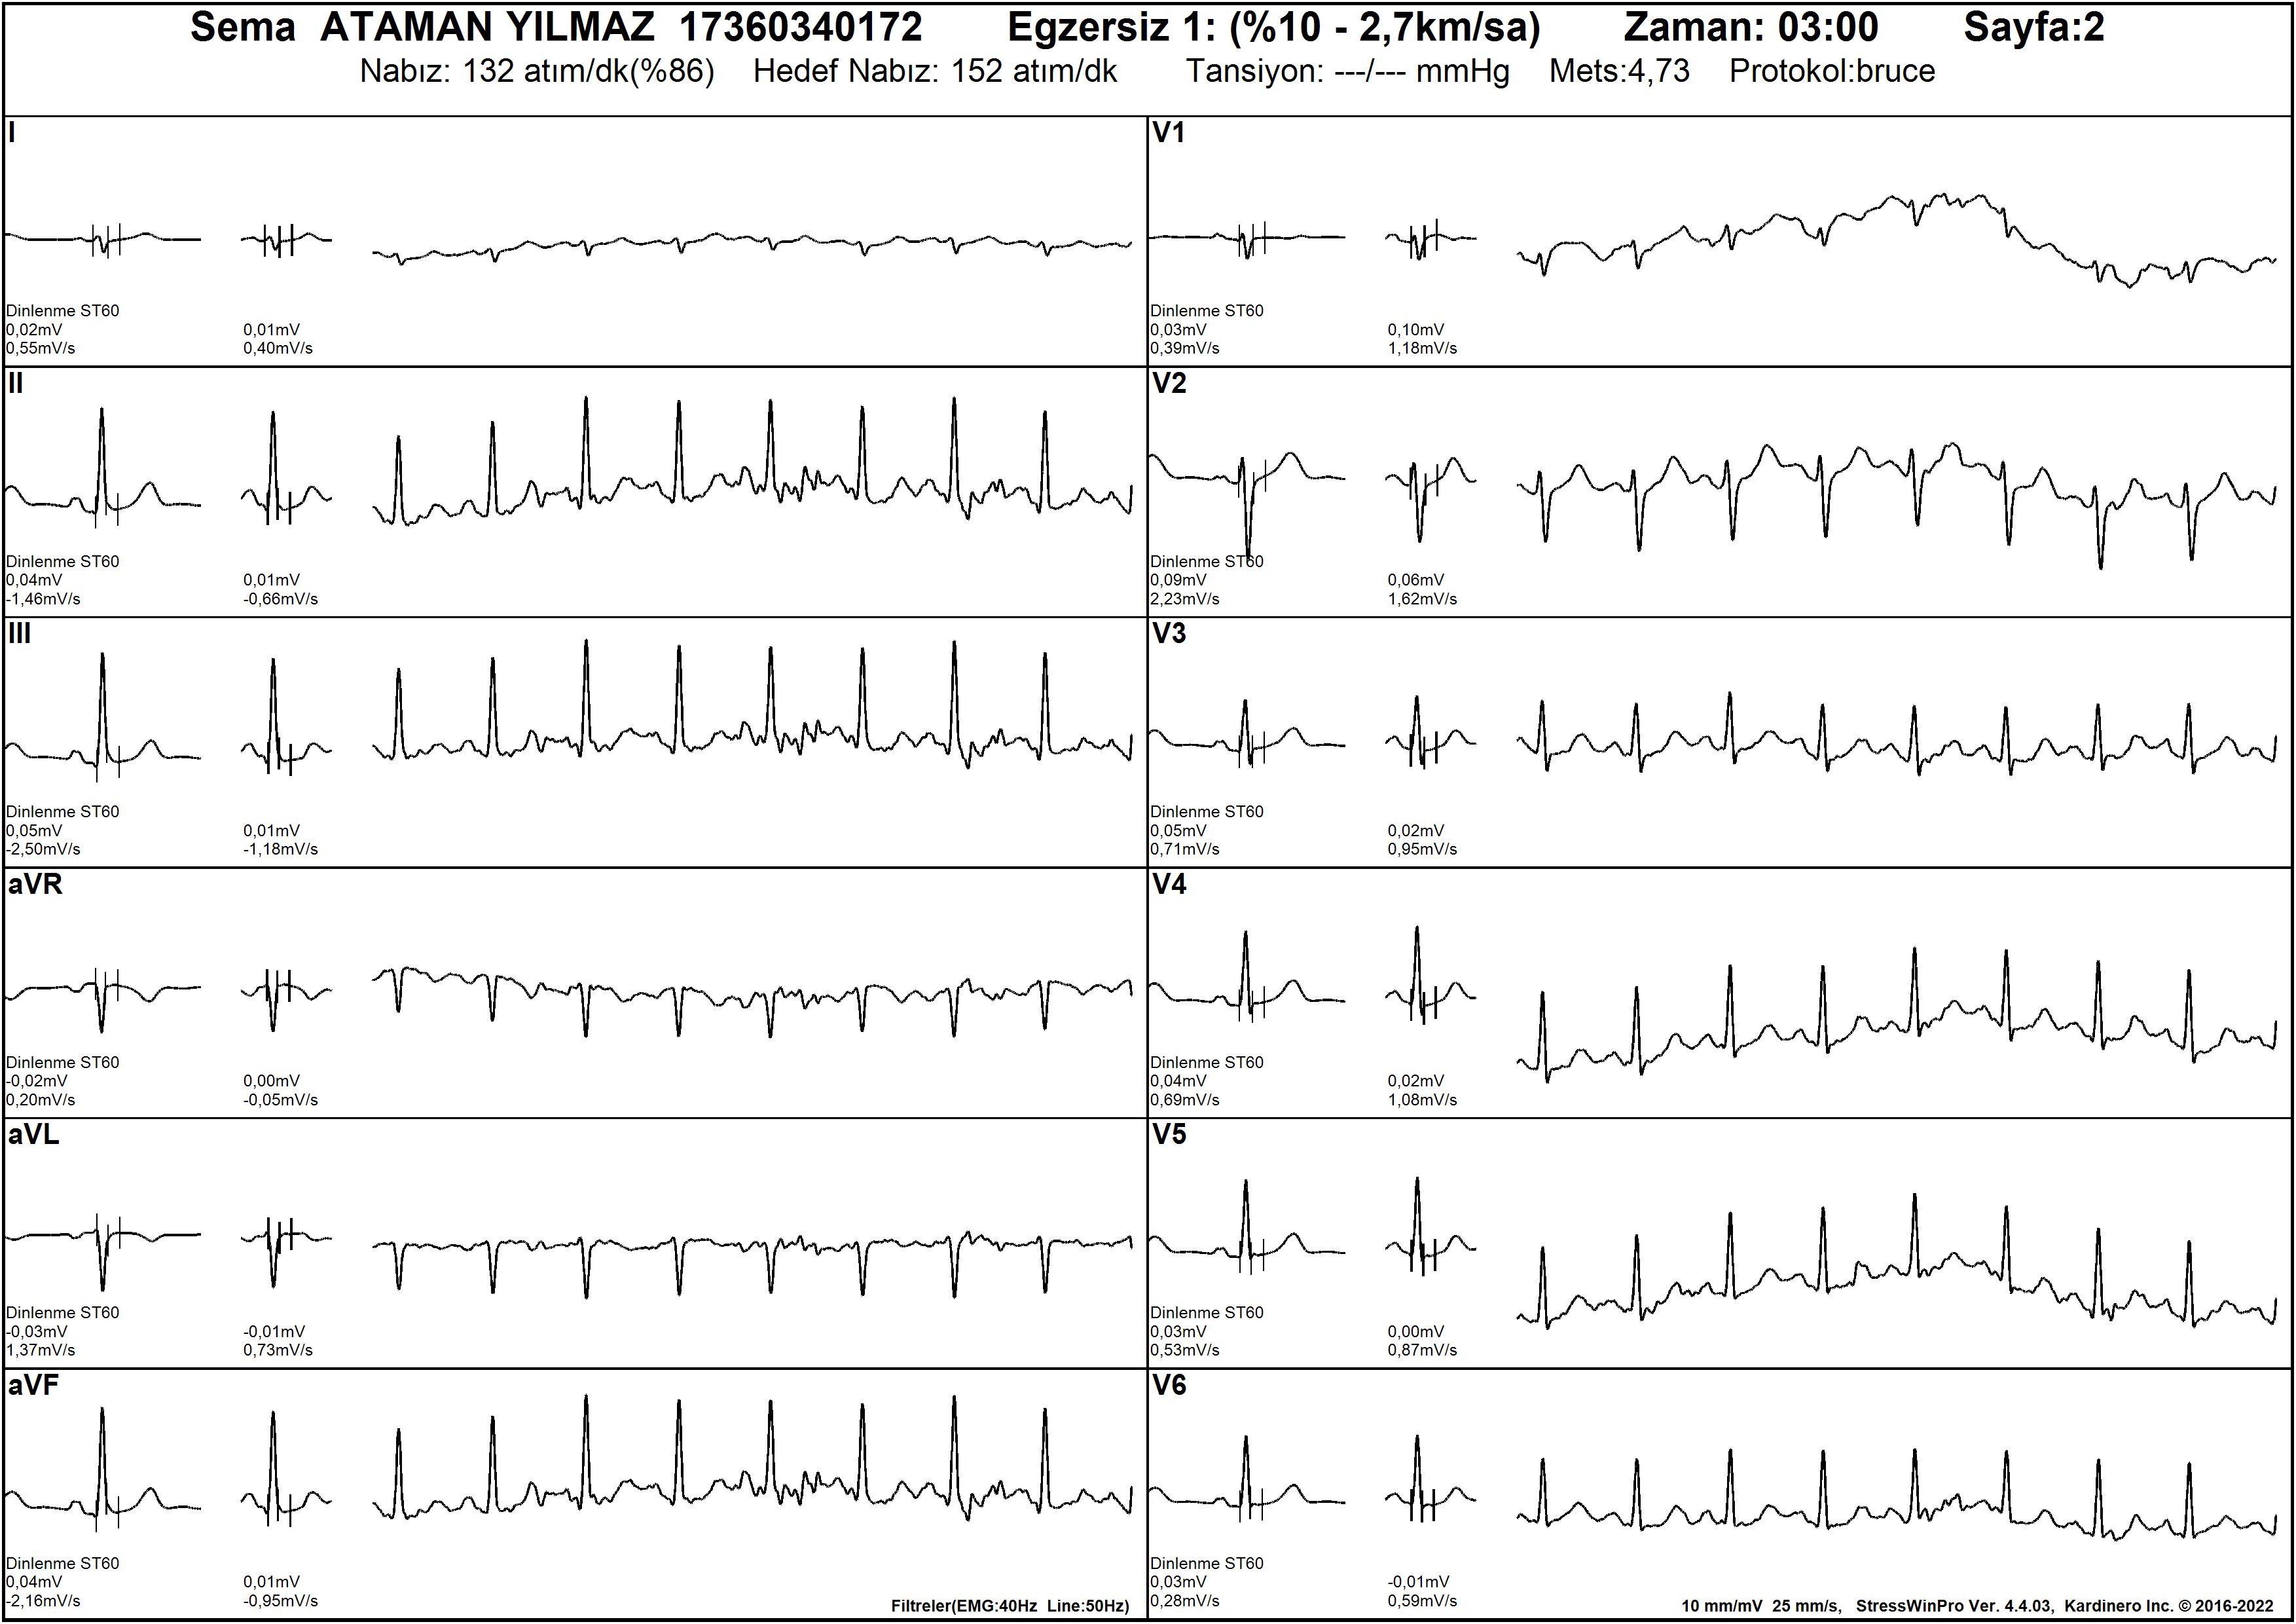 Sema ATAMAN YILMAZ 17360340172 Egzersiz 1: (%10 - 2,7km/sa) Zaman: 03:00 Sayfa:2
Nabız: 132 atım/dk(%86) Hedef Nabız: 152 atım/dk Tansiyon: ---/--- mmHg Mets:4,73 Protokol:bruce
I
Dinlenme ST60
0,02mV 0,01mV
0,55mV/s 0,40mV/s
II
Dinlenme ST60
0,04mV 0,01mV
-1,46mV/s -0,66mV/s
III
Dinlenme ST60
0,05mV 0,01mV
-2,50mV/s -1,18mV/s
aVR
Dinlenme ST60
-0,02mV 0,00mV
0,20mV/s -0,05mV/s
aVL
Dinlenme ST60
-0,03mV -0,01mV
1,37mV/s 0,73mV/s
aVF
Dinlenme ST60
0,04mV 0,01mV
-2,16mV/s -0,95mV/s
Filtreler(EMG:40Hz Line:50Hz)
V1
Dinlenme ST60
0,03mV 0,10mV
0,39mV/s 1,18mV/s
V2
Dinlenme ST60
0,09mV 0,06mV
2,23mV/s 1,62mV/s
V3
Dinlenme ST60
0,05mV 0,02mV
0,71mV/s 0,95mV/s
V4
Dinlenme ST60
0,04mV 0,02mV
0,69mV/s 1,08mV/s
V5
Dinlenme ST60
0,03mV 0,00mV
0,53mV/s 0,87mV/s
V6
Dinlenme ST60
0,03mV -0,01mV
0,28mV/s 0,59mV/s
10 mm/mV 25 mm/s, StressWinPro Ver. 4.4.03, Kardinero Inc. © 2016-2022